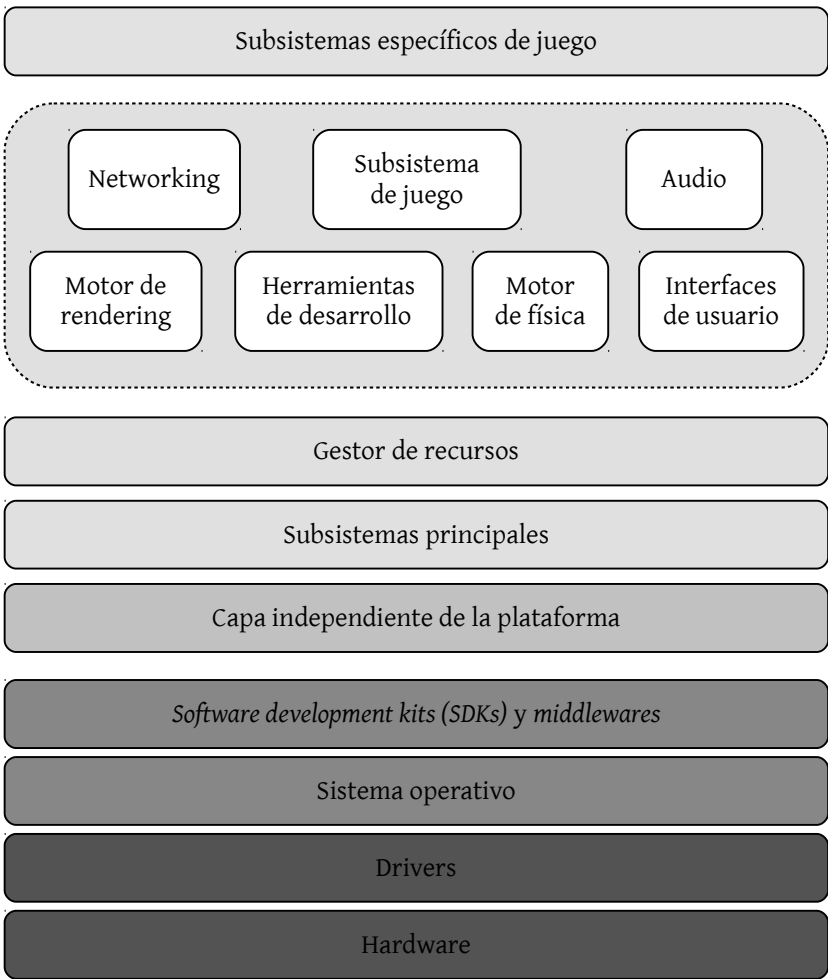 Subsistemas específicos de juego
Networking
Subsistema
de juego
Audio
Motor de
rendering
Herramientas
de desarrollo
Motor
de física
Interfaces
de usuario
Gestor de recursos
Subsistemas principales
Capa independiente de la plataforma
Software development kits (SDKs) y middlewares
Sistema operativo
Drivers
Hardware